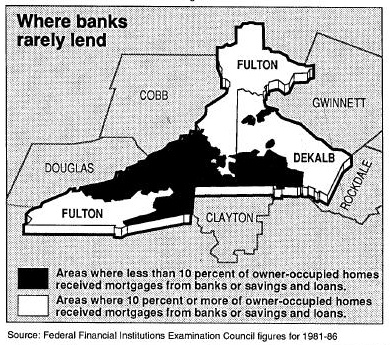 Where banks
rarely lend
FULTON
COBB
GWINNETT
DEKALB
DOUGLAS
ROCKDALE
FULTON
CLAYTON
Areas where less than 10 percent of owner-occupied homes
received mortgages from banks or savings and loans.
Areas where 10 percent or more of owner-occupied homes
received mortgages from banks or savings and loans.
Source: Federal Financial Institutions Examination Council figures for 1981-86